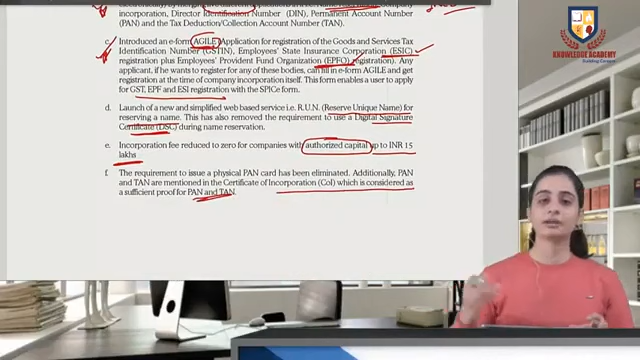 incorporation, Director Identification Number (DIN), Permanent Account Number
(PAN) and the Tax Deduction/Collection Account Number (TAN).
c. Introduced an e-form AGILE (Application for registration of the Goods and Services Tax
Identification Number (GSTIN), Employees' State Insurance Corporation (ESIC)
registration plus Employees' Provident Fund Organization (EPFO) registration). This
Any applicant, if he wants to register for any of these bodies, can fill in e-form AGILE and get
registration at the time of company incorporation itself. This form enables a user to apply
for GST, EPF and ESI registration with the SPICe form.
d. Launch of a new and simplified web based service i.e. R.U.N. (Reserve Unique Name) for
reserving a name. This has also removed the requirement to use a Digital Signature
Certificate (DSC) during name reservation.
e. Incorporation fee reduced to zero for companies with authorized capital up to INR 15
lakhs
f. The requirement to issue a physical PAN card has been eliminated. Additionally, PAN
and TAN are mentioned in the Certificate of Incorporation (CoI) which is considered as
a sufficient proof for PAN and TAN.
KNOWLEDGE ACADEMY